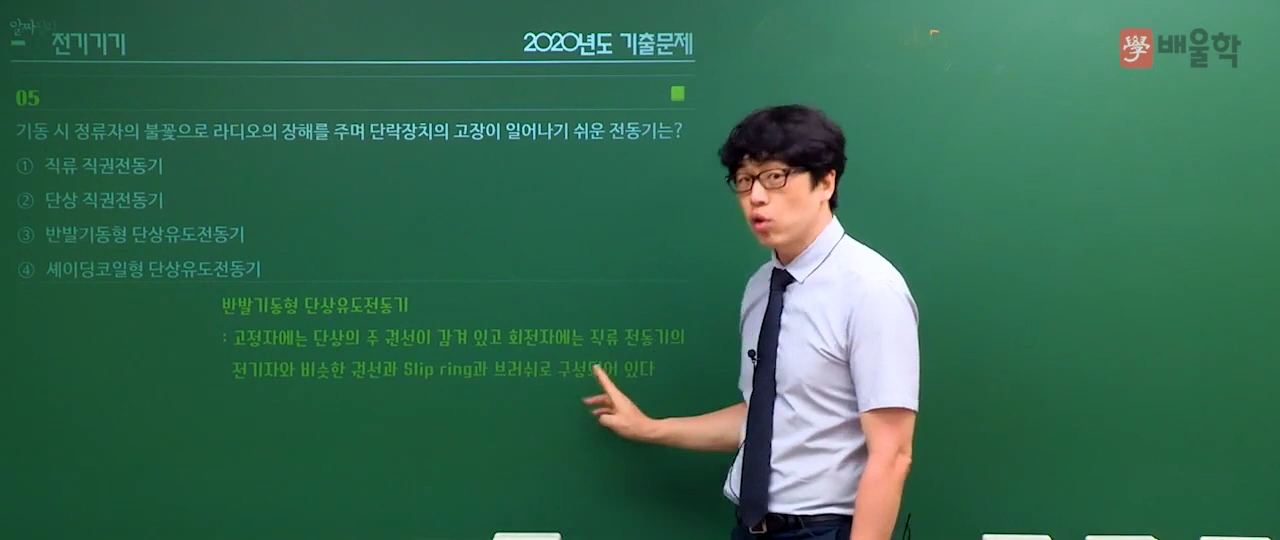 알짜
전기기기
2020년도 기출문제
學 배울학
05
기동 시 정류자의 불꽃으로 라디오의 장해를 주며 단락장치의 고장이 일어나기 쉬운 전동기는?
① 직류 직권전동기
② 단상 직권전동기
③ 반발기동형 단상유도전동기
④ 셰이딩코일형 단상유도전동기
반발기동형 단상유도전동기
: 고정자에는 단상의 주 권선이 감겨 있고 회전자에는 직류 전동기의
전기자와 비슷한 권선과 Slip ring과 브러쉬로 구성되어 있다